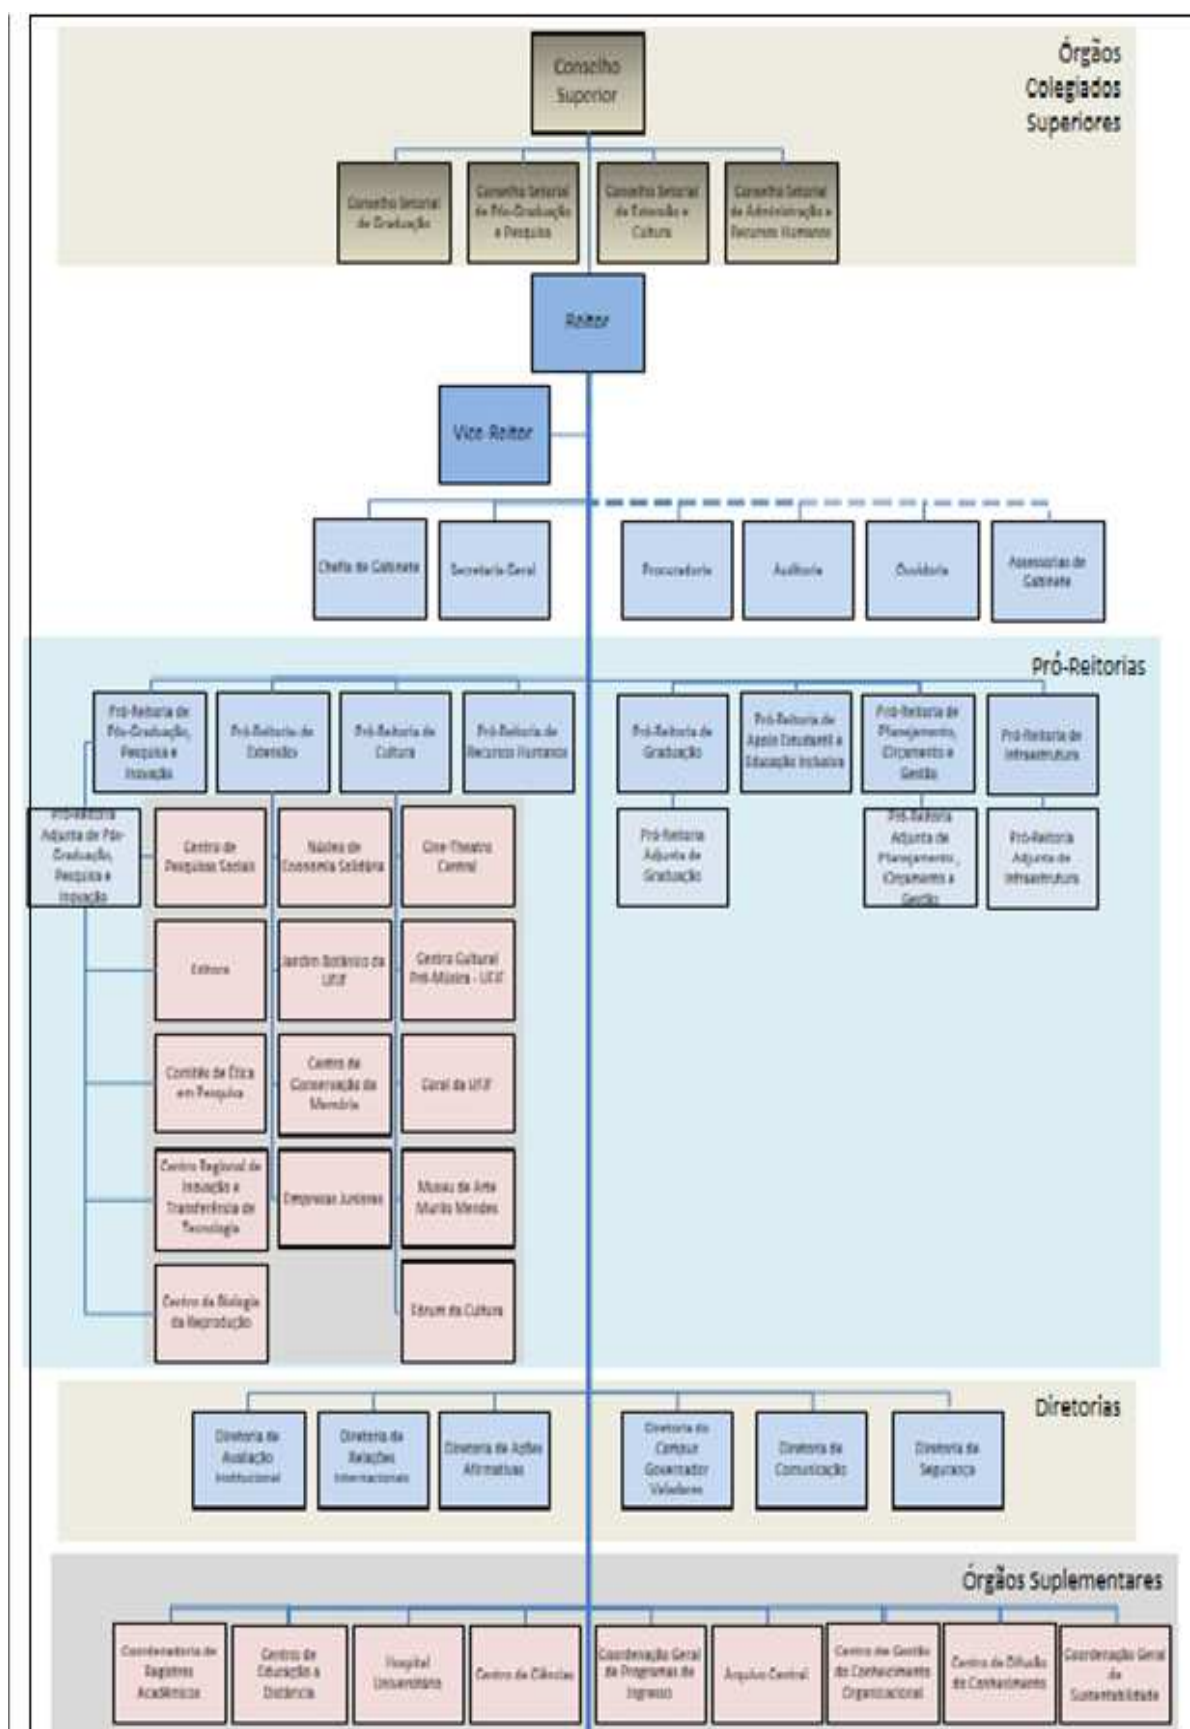 Órgãos
Colegiados
Superiores
Conselho
Superior
Conselho Setorial
de Graduação
Conselho Setorial
de Pós-Graduação
e Pesquisa
Conselho Setorial
de Extensão e
Cultura
Conselho Setorial
de Administração e
Recursos Humanos
Reitor
Vice-Reitor
Chefia de Gabinete
Secretaria Geral
Procuradoria
Auditoria
Ouvidoria
Assessorias de
Gabinete
Pró-Reitorias
Pró-Reitoria de
Pós-Graduação,
Pesquisa e
Inovação
Pró-Reitoria de
Extensão
Pró-Reitoria de
Cultura
Pró-Reitoria de
Recursos Humanos
Pró-Reitoria de
Graduação
Pró-Reitoria de
Apoio Estudantil e
Educação Inclusiva
Pró-Reitoria de
Planejamento,
Orçamento e
Gestão
Pró-Reitoria de
Infraestrutura
Pró-Reitoria
Adjunta de Pós-
Graduação,
Pesquisa e
Inovação
Centro de
Pesquisas Sociais
Núcleo de
Economia Solidária
Cine-Theatro
Central
Pró-Reitoria
Adjunta de
Graduação
Pró-Reitoria
Adjunta de
Planejamento,
Orçamento e
Gestão
Pró-Reitoria
Adjunta de
Infraestrutura
Editora
Jardim Botânico da
UFJF
Centro Cultural
Pró-Música - UFJF
Comitês de Ética
em Pesquisa
Centro de
Conservação da
Memória
Coral da UFJF
Centro Regional de
Inovação e
Transferência de
Tecnologia
Empresas Juniores
Museu de Arte
Murilo Mendes
Centro de Biologia
da Reprodução
Fórum da Cultura
Diretorias
Diretoria de
Avaliação
Institucional
Diretoria de
Relações
Internacionais
Diretoria de Ações
Afirmativas
Diretoria do
Campus
Governador
Valadares
Diretoria de
Comunicação
Diretoria de
Segurança
Órgãos Suplementares
Coordenadoria de
Registros
Acadêmicos
Centro de
Educação a
Distância
Hospital
Universitário
Centro de Ciências
Coordenação Geral
de Programas de
Ingresso
Arquivo Central
Centro de Gestão
do Conhecimento
Organizacional
Centro de Difusão
do Conhecimento
Coordenação Geral
de
Sustentabilidade